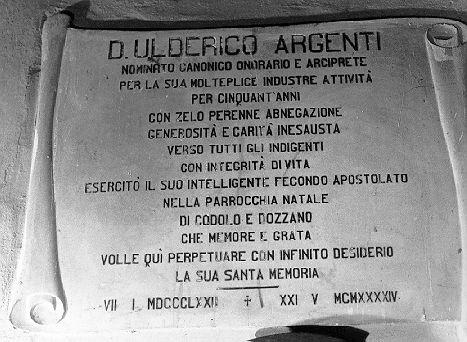 D. ULDERICO ARGENTI
NOMINATO CANONICO ONORARIO E ARCIPRETE
PER LA SUA MOLTEPLICE INDUSTRE ATTIVITÀ
PER CINQUANT'ANNI
CON ZELO PERENNE ABNEGAZIONE
GENEROSITÀ E CARITÀ INESAUSTA
VERSO TUTTI GLI INDIGENTI
CON INTEGRITÀ DI VITA
ESERCITÒ IL SUO INTELLIGENTE FECONDO APOSTOLATO
NELLA PARROCCHIA NATALE
DI CODOLO E DOZZANO
CHE MEMORE E GRATA
VOLLE QUÌ PERPETUARE CON INFINITO DESIDERIO
LA SUA SANTA MEMORIA
VII I MDCCCLXXII † XXI V MCMXXXXIV